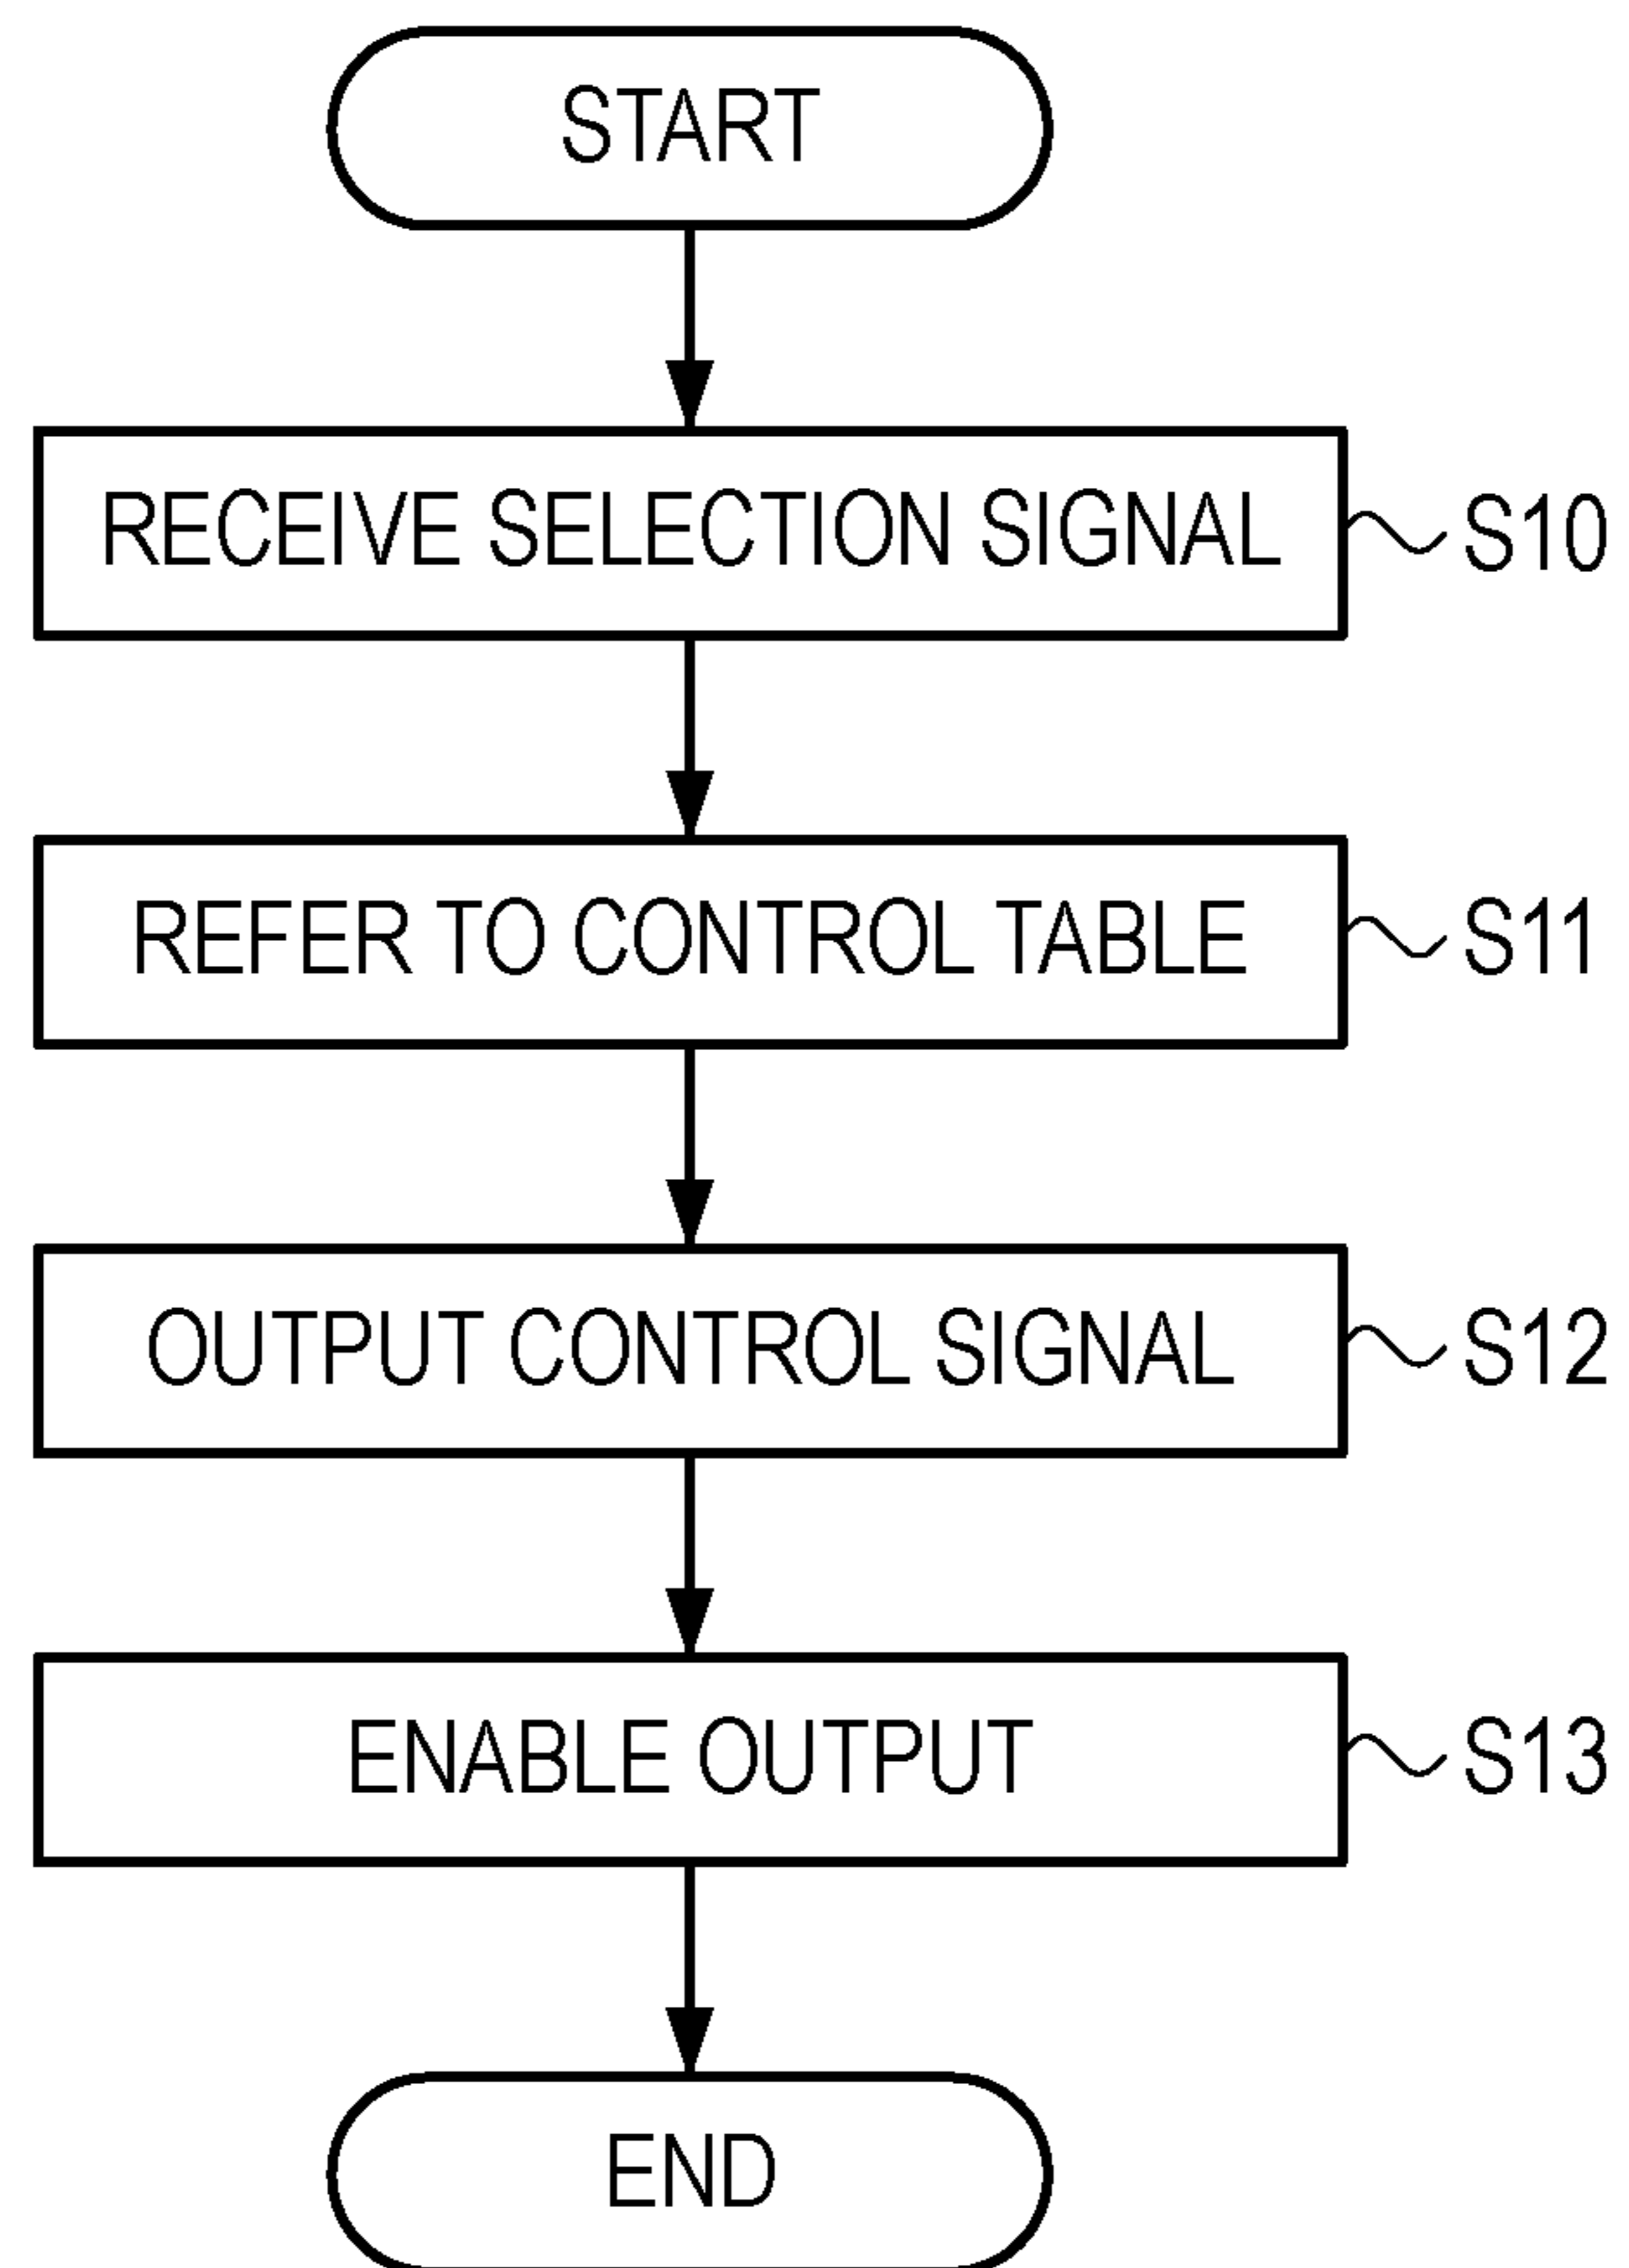 START
RECEIVE SELECTION SIGNAL S10
REFER TO CONTROL TABLE S11
OUTPUT CONTROL SIGNAL S12
ENABLE OUTPUT S13
END